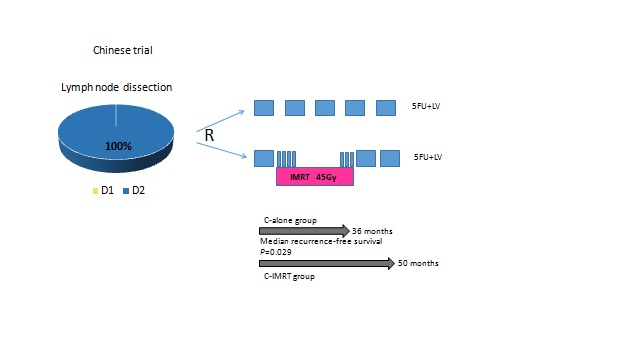 Chinese trial
Lymph node dissection
100%
D1 D2
R
5FU+LV
5FU+LV
IMRT 45Gy
C-alone group
36 months
Median recurrence-free survival
P=0.029
50 months
C-IMRT group